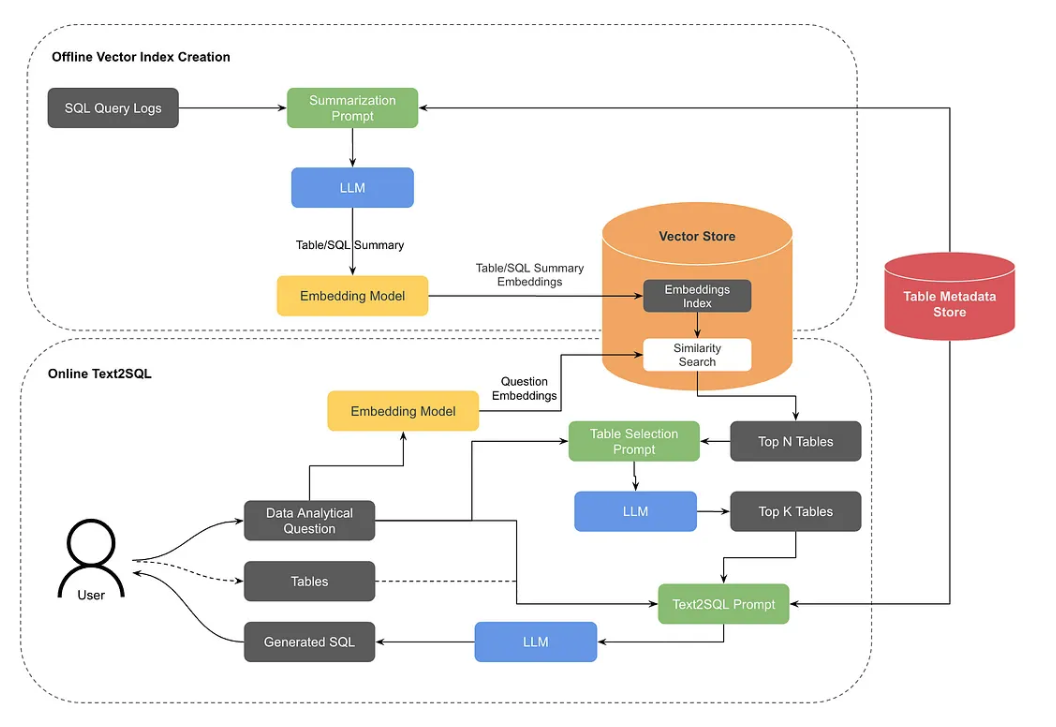 Offline Vector Index Creation
SQL Query Logs
Summarization
Prompt
LLM
Table/SQL Summary
Embedding Model
Table/SQL Summary
Embeddings
Vector Store
Embeddings
Index
Similarity
Search
Table Metadata
Store
Online Text2SQL
Question
Embeddings
Embedding Model
Table Selection
Prompt
Top N Tables
LLM
Top K Tables
Data Analytical
Question
User
Tables
Text2SQL Prompt
Generated SQL
LLM